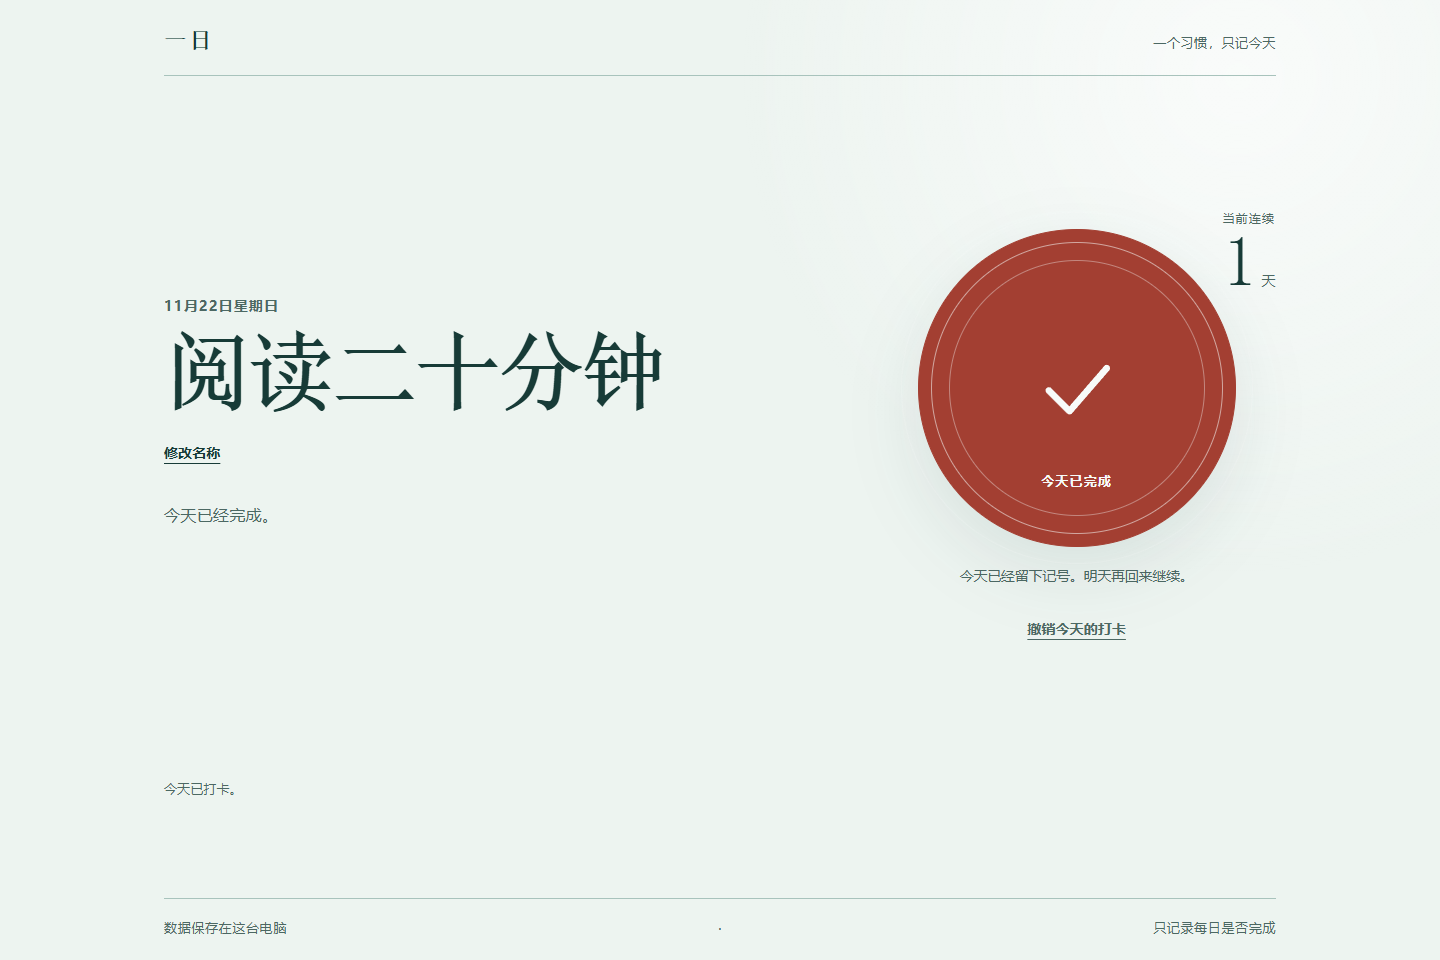 一日
一个习惯，只记今天
11月22日星期日
阅读二十分钟
修改名称
今天已经完成。
当前连续
1 天
今天已完成
今天已经留下记号。明天再回来继续。
撤销今天的打卡
今天已打卡。
数据保存在这台电脑
·
只记录每日是否完成